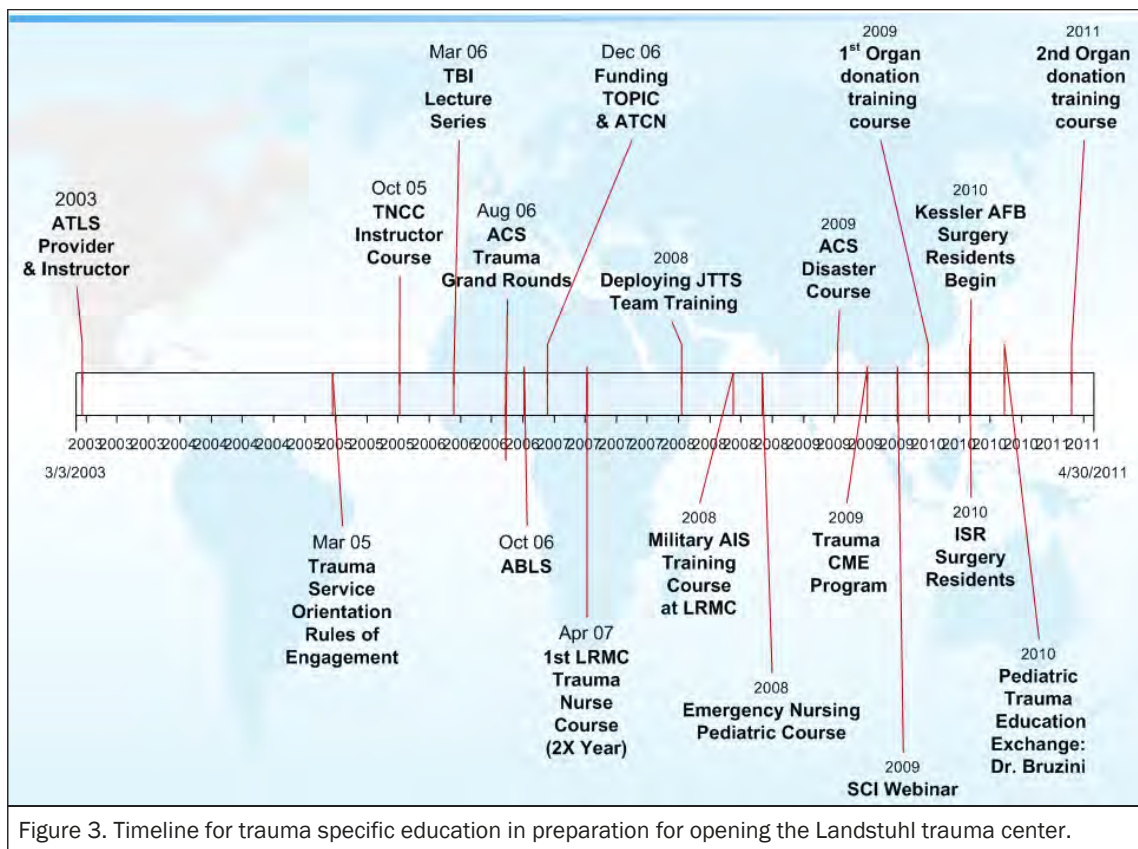 2003
ATLS
Provider
& Instructor
Oct 05
TNCC
Instructor
Course
Mar 06
TBI
Lecture
Series
Aug 06
ACS
Trauma
Grand Rounds
Dec 06
Funding
TOPIC
& ATCN
2008
Deploying JTTS
Team Training
2009
ACS
Disaster
Course
2009
1st Organ
donation
training
course
2010
Kessler AFB
Surgery
Residents
Begin
2011
2nd Organ
donation
training
course
2003 2003 2003 2004 2004 2004 2004 2005 2005 2005 2005 2006 2006 2006 2006 2007 2007 2007 2007 2008 2008 2008 2008 2009 2009 2009 2009 2010 2010 2010 2010 2011 2011
3/3/2003
4/30/2011
Mar 05
Trauma
Service
Orientation
Rules of
Engagement
Oct 06
ABLS
Apr 07
1st LRMC
Trauma
Nurse
Course
(2X Year)
2008
Military AIS
Training
Course
at LRMC
2008
Emergency Nursing
Pediatric Course
2009
Trauma
CME
Program
2009
SCI Webinar
2010
ISR
Surgery
Residents
2010
Pediatric
Trauma
Education
Exchange:
Dr. Bruzini
Figure 3. Timeline for trauma specific education in preparation for opening the Landstuhl trauma center.